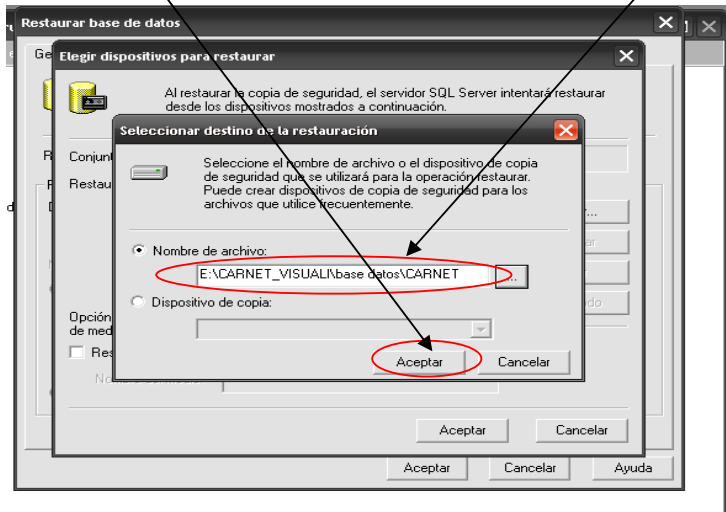 Restaurar base de datos
Ge
Elegir dispositivos para restaurar
Al restaurar la copia de seguridad, el servidor SQL Server intentará restaurar
desde los dispositivos mostrados a continuación.
Seleccionar destino de la restauración
Conjunt
Seleccione el nombre de archivo o el dispositivo de copia
de seguridad que se utilizará para la operación restaurar.
Puede crear dispositivos de copia de seguridad para los
archivos que utilice frecuentemente.
Restau
Nombre de archivo:
E:\CARNET_VISUALI\base datos\CARNET
...
Dispositivo de copia:
Opción
de med
Res
Aceptar Cancelar
Aceptar Cancelar
Aceptar Cancelar Ayuda